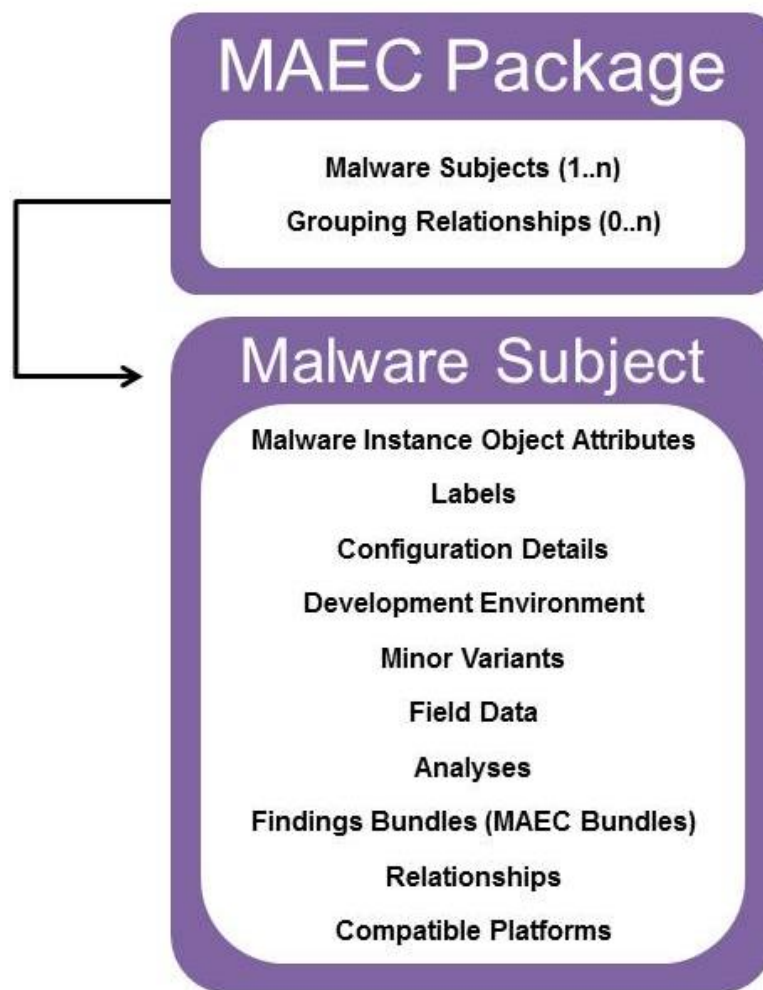 MAEC Package
Malware Subjects (1..n)
Grouping Relationships (0..n)
Malware Subject
Malware Instance Object Attributes
Labels
Configuration Details
Development Environment
Minor Variants
Field Data
Analyses
Findings Bundles (MAEC Bundles)
Relationships
Compatible Platforms